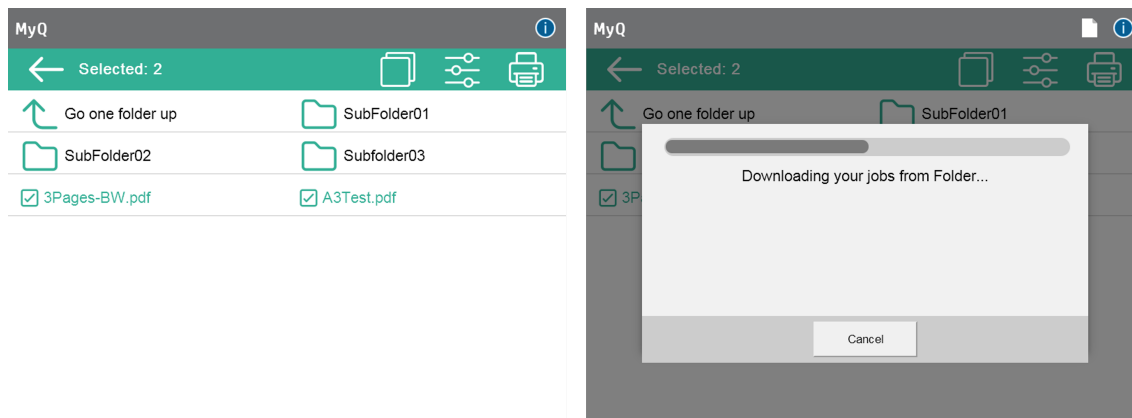 MyQ
Selected: 2
Go one folder up
SubFolder01
SubFolder02
Subfolder03
3Pages-BW.pdf
A3Test.pdf
MyQ
Selected: 2
Go one folder up
SubFolder01
3P
Downloading your jobs from Folder...
Cancel